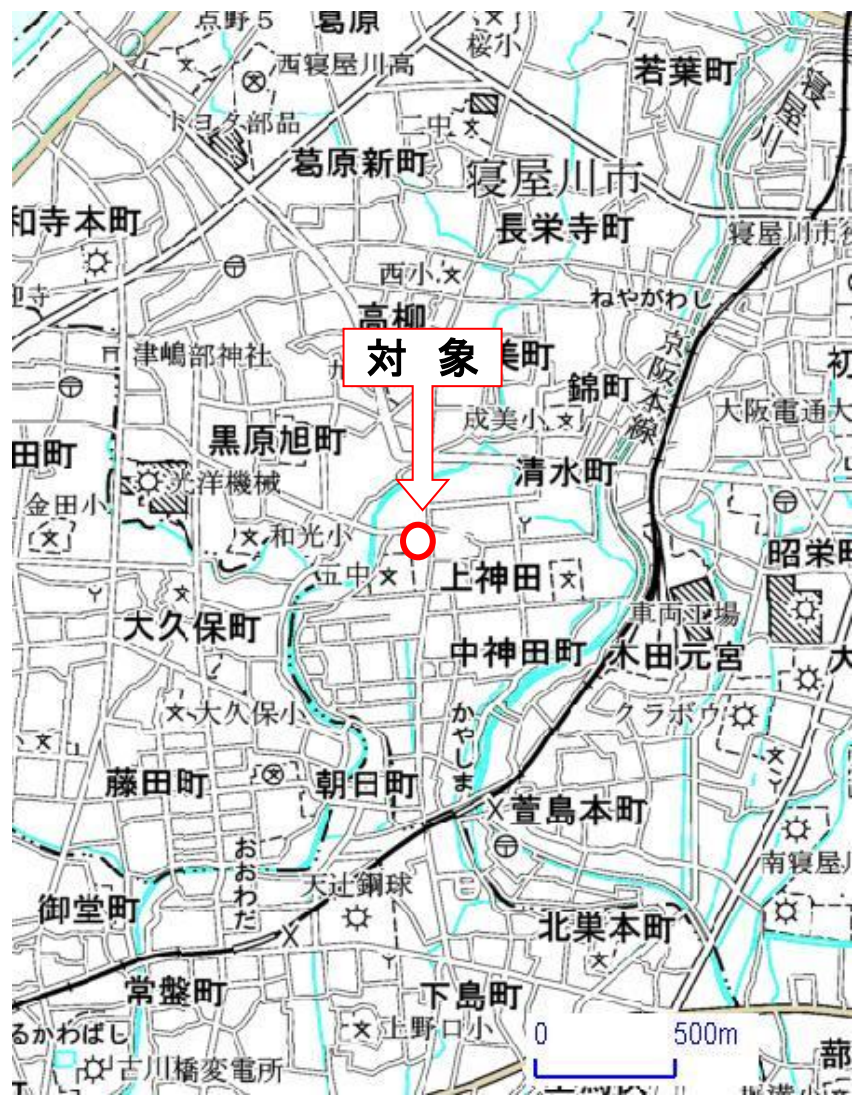 点野5
葛原
桜小
西寝屋川高
若葉町
寝屋川
トヨタ部品
二中
葛原新町
寝屋川市
和寺本町
長栄寺町
寝屋川市役
西小
ねやがわし
高柳
対 象
津嶋部神社
美町
京阪本線
錦町
初
成美小
大阪電通大
黒原旭町
田町
清水町
光洋機械
金田小
和光小
昭栄町
五中
上神田
車両工場
大久保町
中神田町
木田元宮
大久保小
クラボウ
かやしま
藤田町
朝日町
萱島本町
おおわだ
天辻鋼球
南寝屋川
御堂町
北巣本町
常盤町
下島町
るかわばし
上野口小
0 500m
古川橋変電所